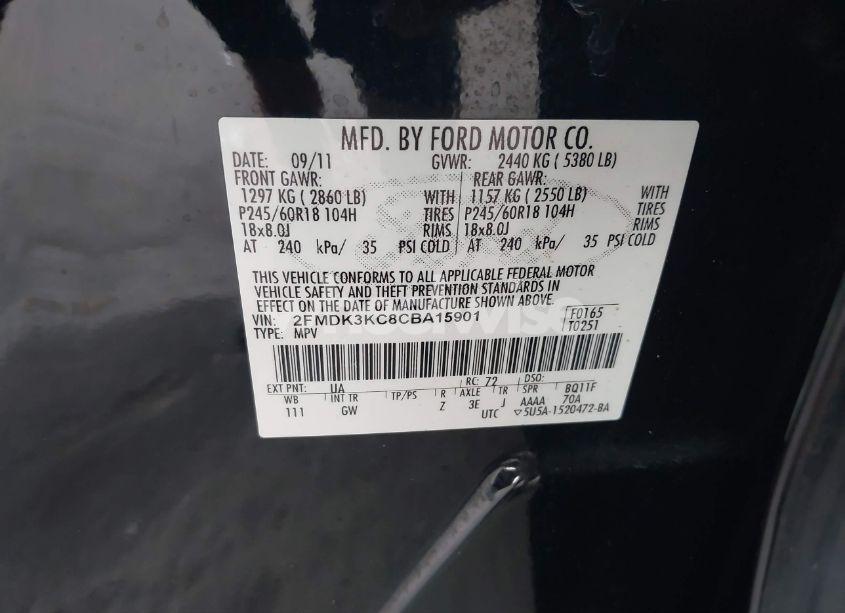 MFD. BY FORD MOTOR CO.
DATE: 09/11 GVWR: 2440 KG ( 5380 LB)
FRONT GAWR: REAR GAWR:
1297 KG ( 2860 LB) WITH 1157 KG ( 2550 LB) WITH
P245/60R18 104H TIRES P245/60R18 104H TIRES
18x8.0J RIMS 18x8.0J RIMS
AT 240 kPa/ 35 PSI COLD AT 240 kPa/ 35 PSI COLD
THIS VEHICLE CONFORMS TO ALL APPLICABLE FEDERAL MOTOR
VEHICLE SAFETY AND THEFT PREVENTION STANDARDS IN
EFFECT ON THE DATE OF MANUFACTURE SHOWN ABOVE.
VIN: 2FMDK3KC8CBA15901 F0165
TYPE: MPV T0251
EXT PNT: UA RC: 72 DSO:
WB INT TR TP/PS R AXLE TR SPR BQ11F
111 GW Z 3E J AAAA 70A
UTC ▽5U5A-1520472-BA